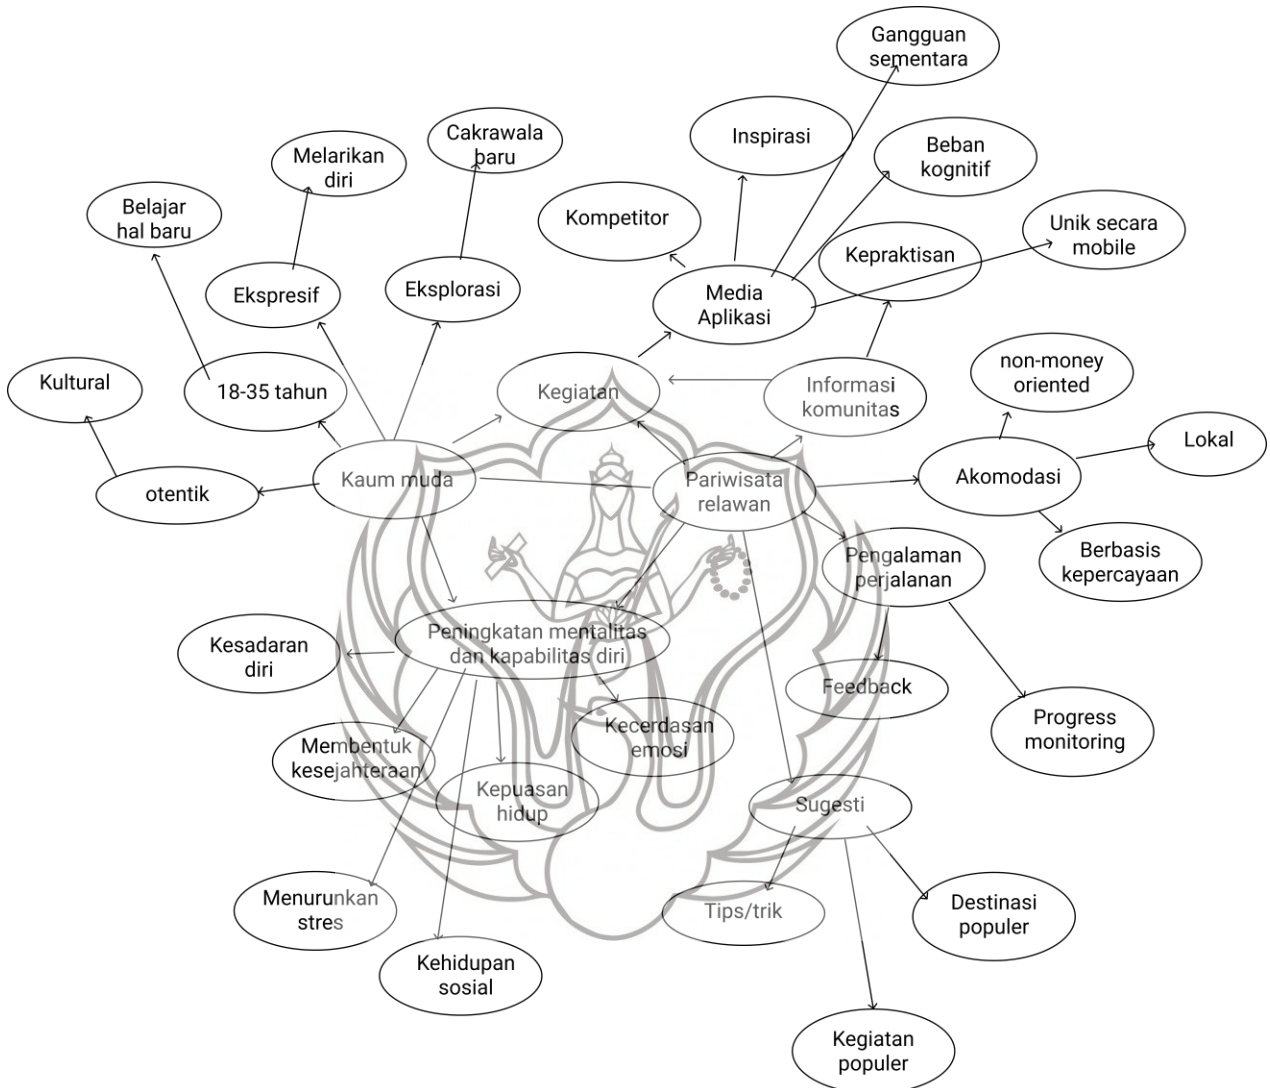 Gangguan
sementara
Inspirasi
Cakrawala
baru
Melarikan
diri
Beban
kognitif
Belajar
hal baru
Kompetitor
Unik secara
mobile
Kepraktisan
Ekspresif
Eksplorasi
Media
Aplikasi
Kultural
18-35 tahun
Kegiatan
Informasi
komunitas
non-money
oriented
Lokal
otentik
Kaum muda
Pariwisata
relawan
Akomodasi
Pengalaman
perjalanan
Berbasis
kepercayaan
Kesadaran
diri
Peningkatan mentalitas
dan kapabilitas diri
Feedback
Progress
monitoring
Membentuk
kesejahteraan
Kecerdasan
emosi
Kepuasan
hidup
Sugesti
Menurunkan
stres
Tips/trik
Destinasi
populer
Kehidupan
sosial
Kegiatan
populer